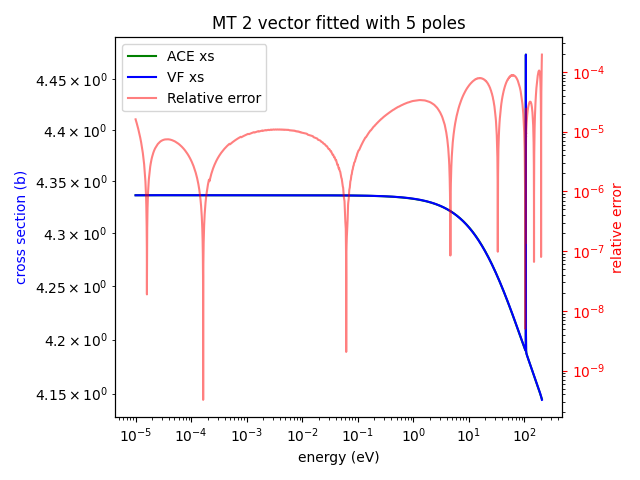 MT 2 vector fitted with 5 poles
ACE xs
VF xs
Relative error
cross section (b)
4.45 × 10⁰
4.4 × 10⁰
4.35 × 10⁰
4.3 × 10⁰
4.25 × 10⁰
4.2 × 10⁰
4.15 × 10⁰
10⁻⁴
10⁻⁵
10⁻⁶
10⁻⁷
10⁻⁸
10⁻⁹
relative error
10⁻⁵ 10⁻⁴ 10⁻³ 10⁻² 10⁻¹ 10⁰ 10¹ 10²
energy (eV)